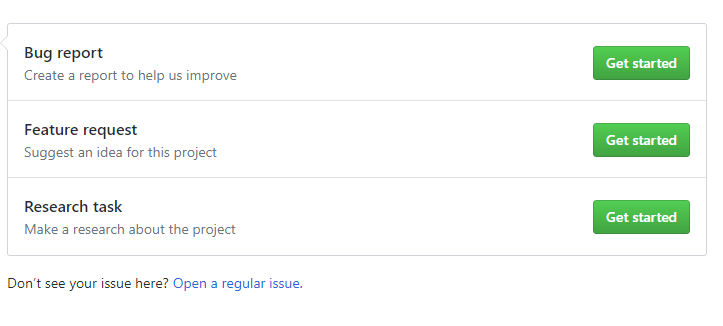 Bug report
Create a report to help us improve
Get started
Feature request
Suggest an idea for this project
Get started
Research task
Make a research about the project
Get started
Don’t see your issue here? Open a regular issue.